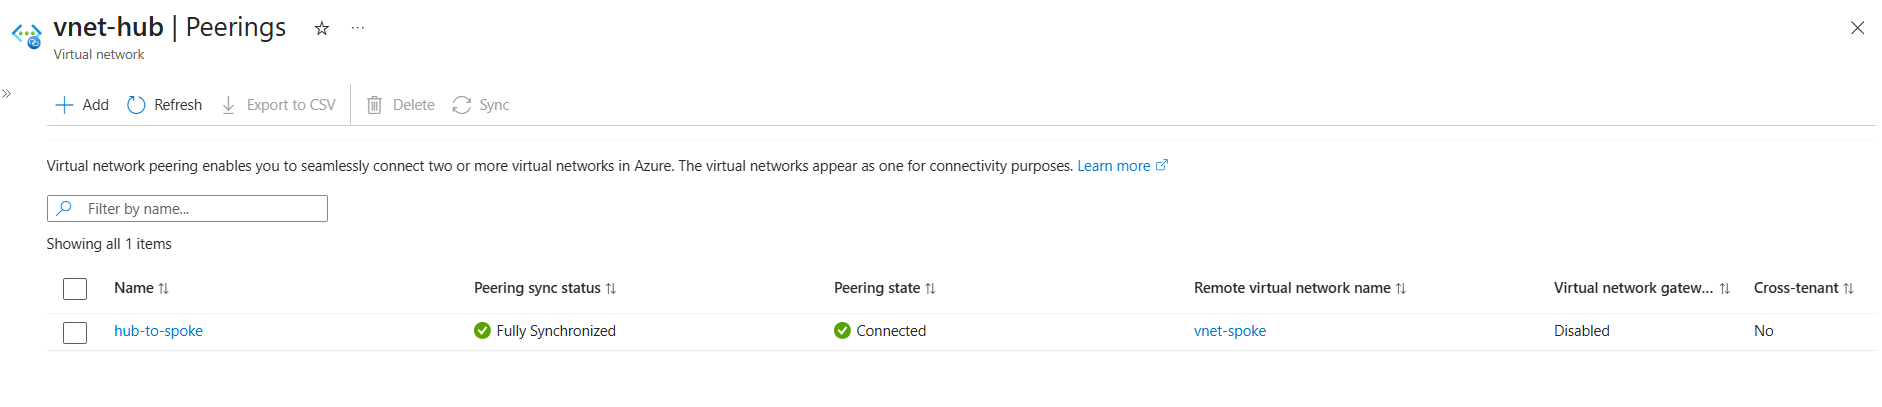 vnet-hub | Peerings
Virtual network
Add Refresh Export to CSV Delete Sync
Virtual network peering enables you to seamlessly connect two or more virtual networks in Azure. The virtual networks appear as one for connectivity purposes. Learn more
Filter by name...
Showing all 1 items
Name Peering sync status Peering state Remote virtual network name Virtual network gatew... Cross-tenant
hub-to-spoke Fully Synchronized Connected vnet-spoke Disabled No